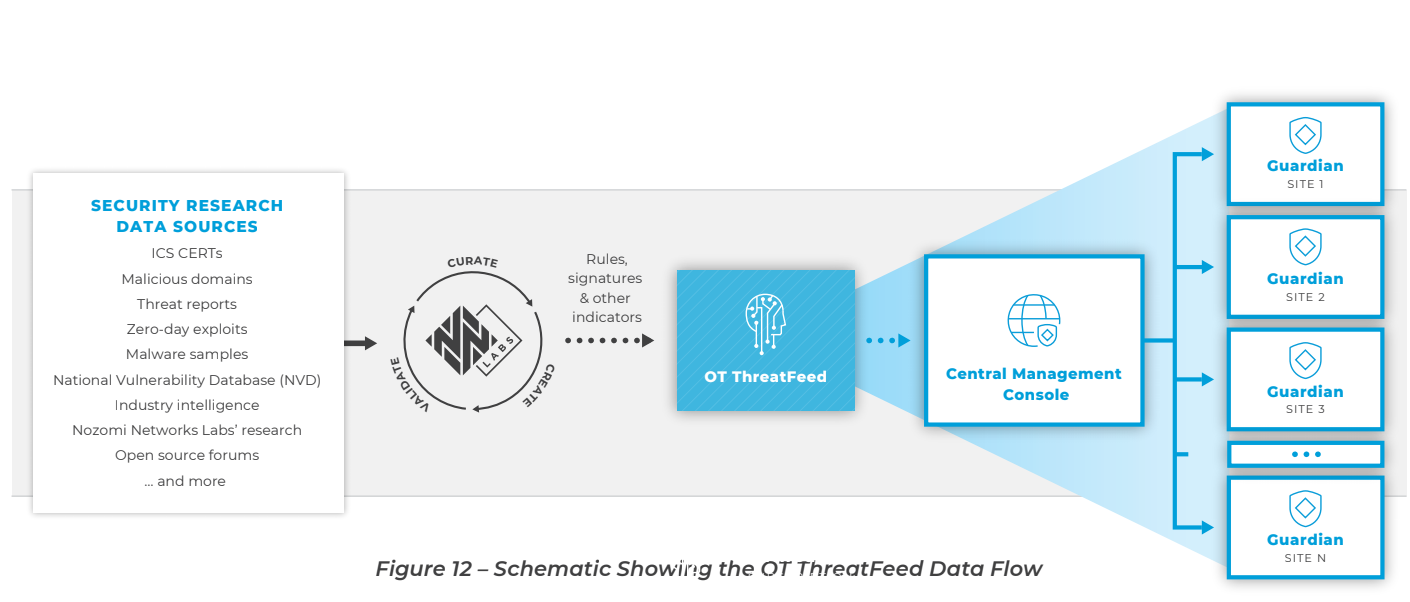 SECURITY RESEARCH
DATA SOURCES
ICS CERTs
Malicious domains
Threat reports
Zero-day exploits
Malware samples
National Vulnerability Database (NVD)
Industry intelligence
Nozomi Networks Labs’ research
Open source forums
... and more
CURATE
CREATE
VALIDATE
LABS
Rules,
signatures
& other
indicators
OT ThreatFeed
Central Management
Console
Guardian
SITE 1
Guardian
SITE 2
Guardian
SITE 3
Guardian
SITE N
Figure 12 – Schematic Showing the OT ThreatFeed Data Flow